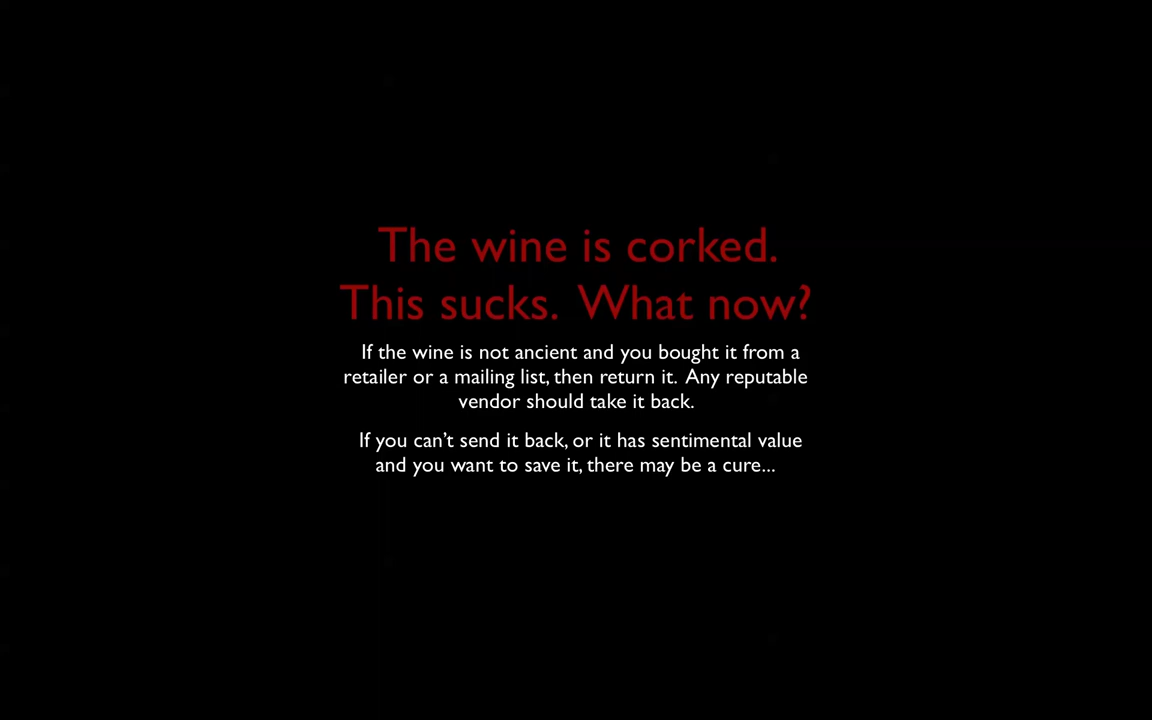 The wine is corked.
This sucks.  What now?
If the wine is not ancient and you bought it from a
retailer or a mailing list, then return it.  Any reputable
vendor should take it back.
If you can’t send it back, or it has sentimental value
and you want to save it, there may be a cure...